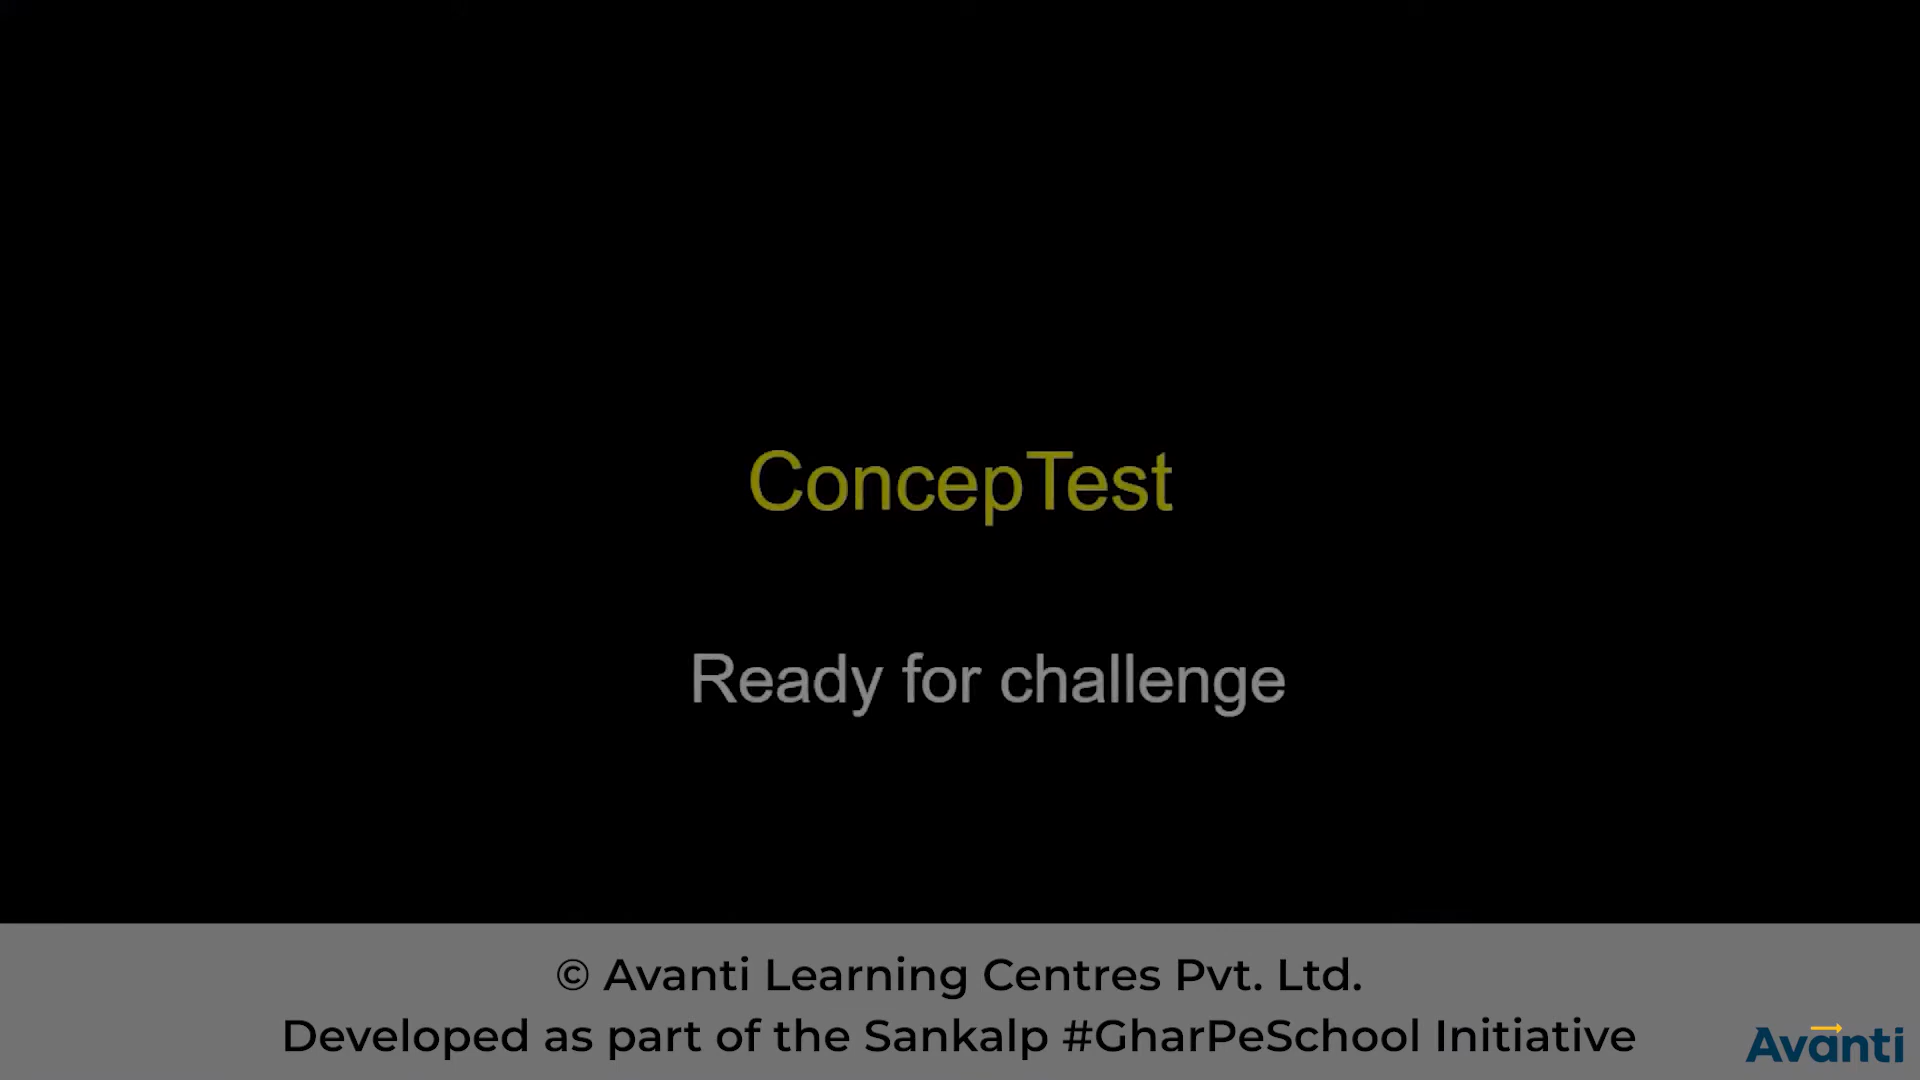 ConcepTest
Ready for challenge
© Avanti Learning Centres Pvt. Ltd.
Developed as part of the Sankalp #GharPeSchool Initiative
Avanti